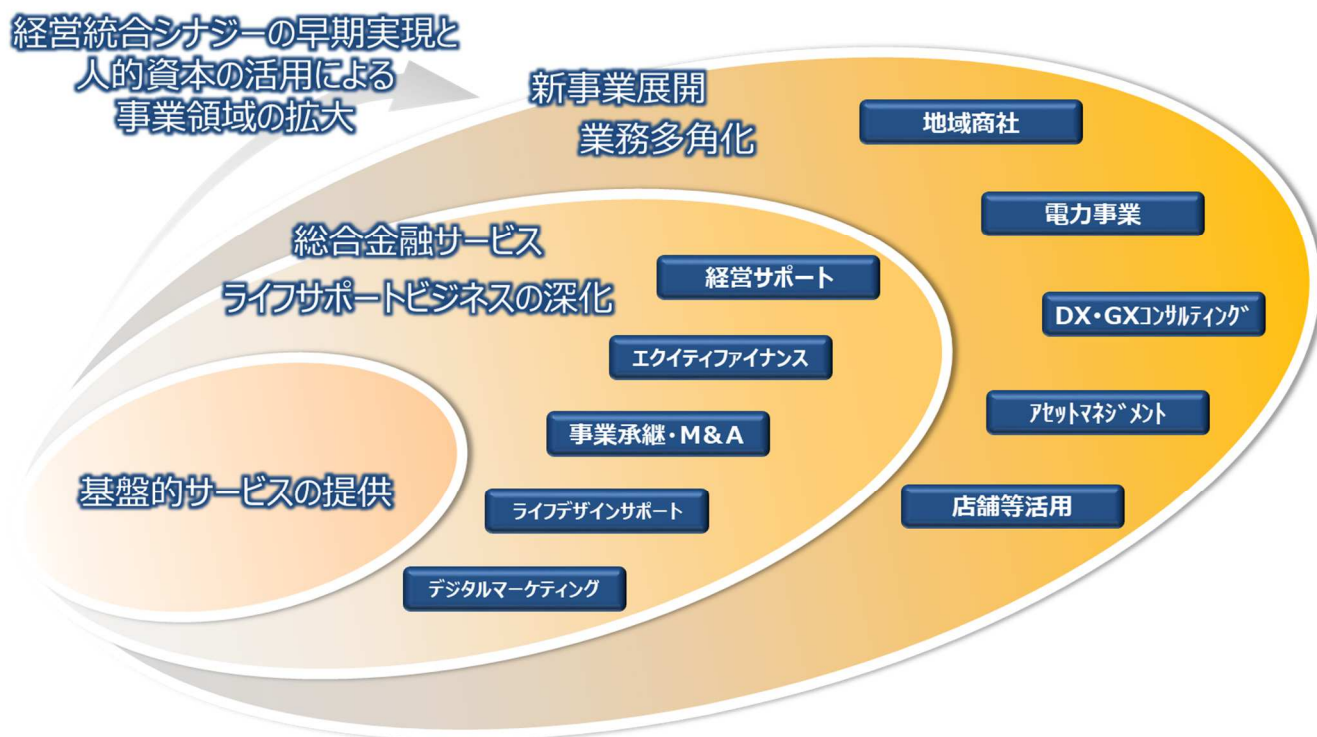 経営統合シナジーの早期実現と
人的資本の活用による
事業領域の拡大
新事業展開
業務多角化
地域商社
電力事業
DX・GXコンサルティング
アセットマネジメント
店舗等活用
総合金融サービス
ライフサポートビジネスの深化
経営サポート
エクイティファイナンス
事業承継・M&A
ライフデザインサポート
デジタルマーケティング
基盤的サービスの提供